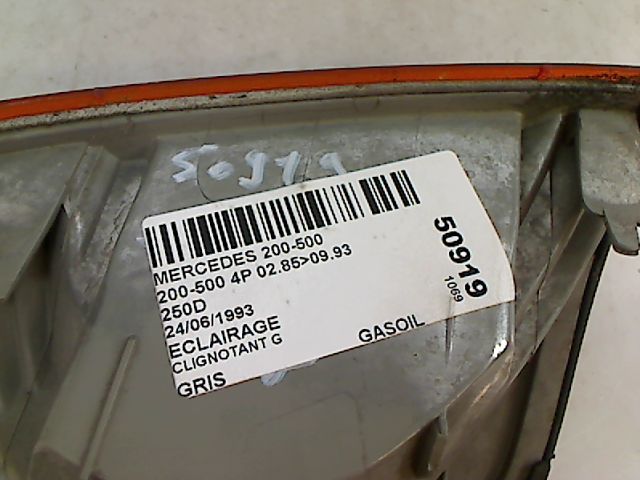 50919
MERCEDES 200-500
200-500 4P 02.85>09.93
250D
24/06/1993
ECLAIRAGE
CLIGNOTANT G GASOIL
GRIS
50919
1069